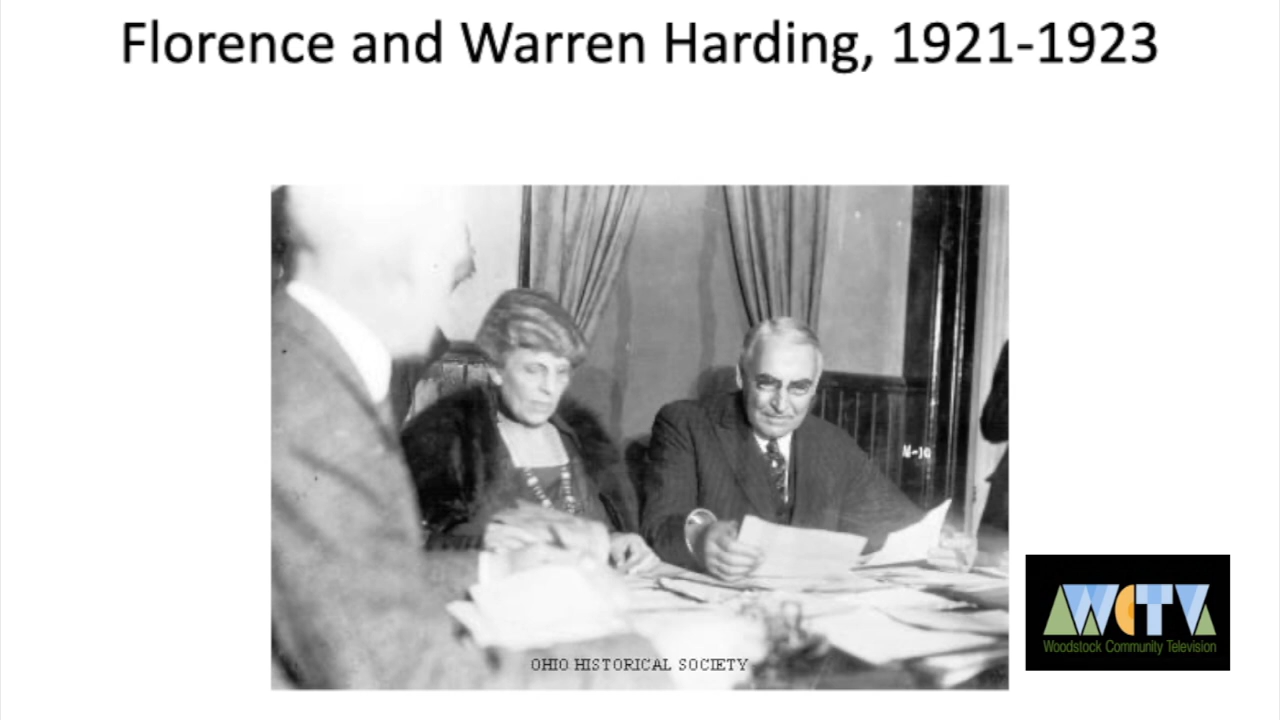 Florence and Warren Harding, 1921-1923
OHIO HISTORICAL SOCIETY
WCTV
Woodstock Community Television